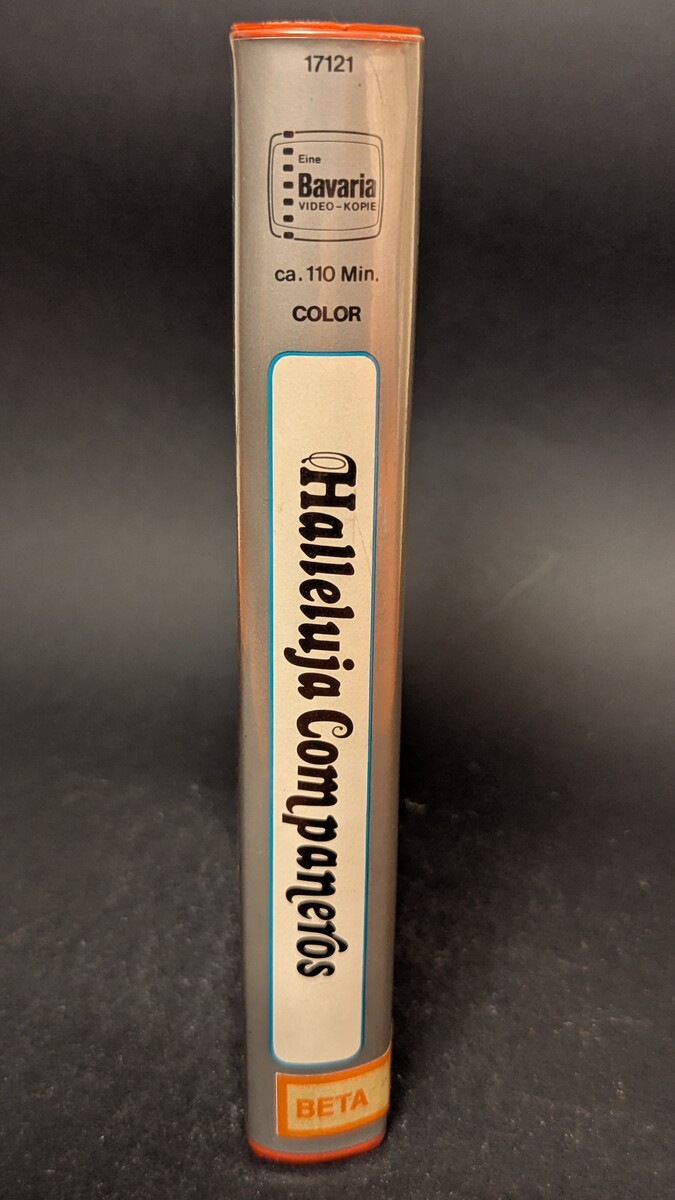 17121
Eine
Bavaria
VIDEO-KOPIE
ca. 110 Min.
COLOR
Halleluja Companeros
BETA